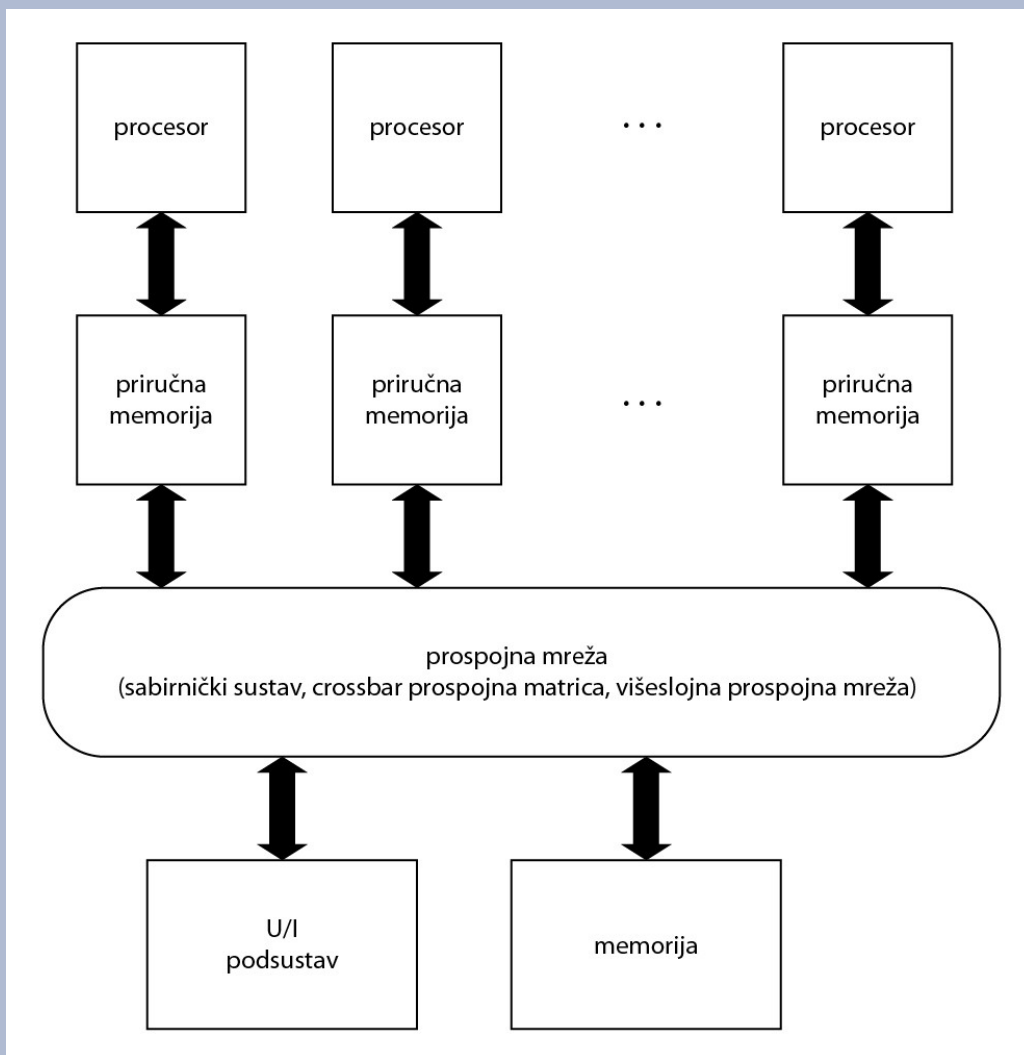 procesor
procesor
. . .
procesor
priručna
memorija
priručna
memorija
. . .
priručna
memorija
prospojna mreža
(sabirnički sustav, crossbar prospojna matrica, višeslojna prospojna mreža)
U/I
podsustav
memorija